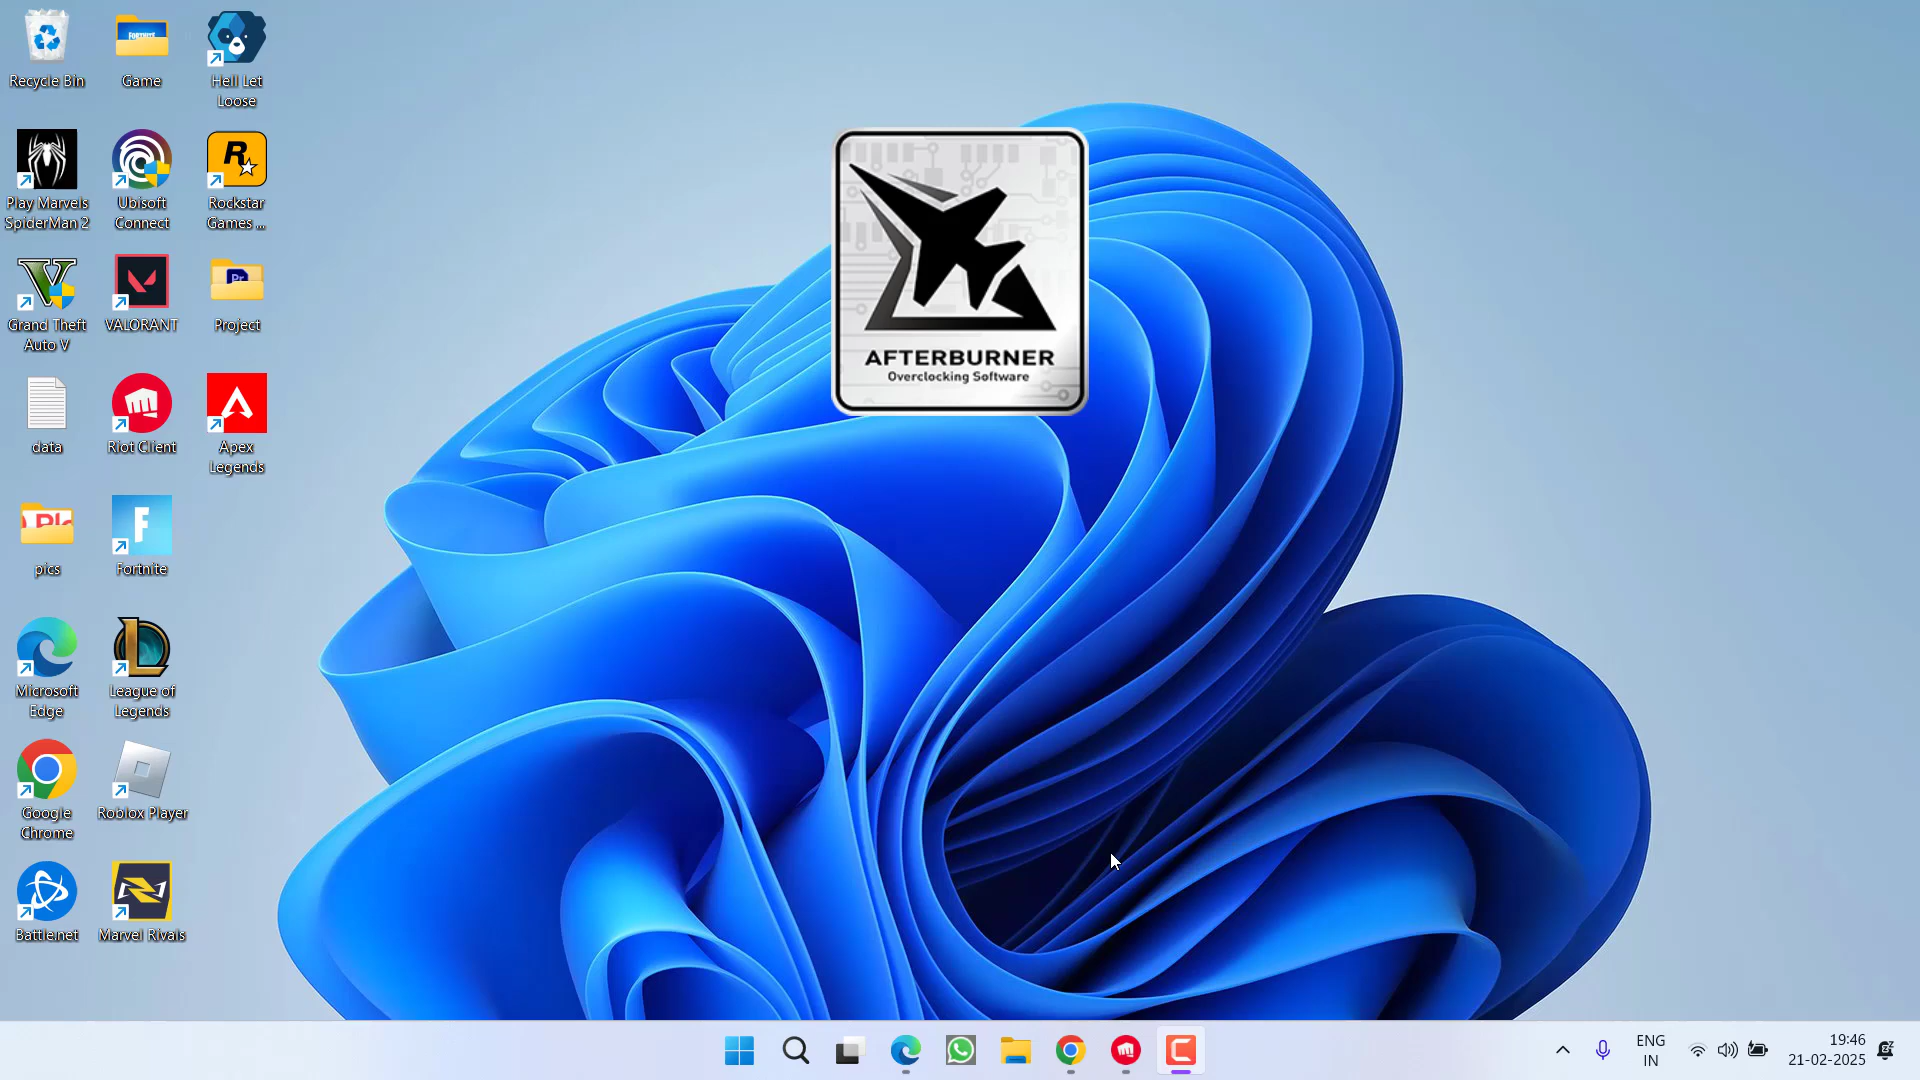 Recycle Bin
Game
Hell Let
Loose
FORTNITE
Play Marvels
SpiderMan 2
Ubisoft
Connect
Rockstar
Games ...
Grand Theft
Auto V
VALORANT
Pr
Project
data
Riot Client
Apex
Legends
pics
Fortnite
Microsoft
Edge
League of
Legends
Google
Chrome
Roblox Player
Battle.net
Marvel Rivals
AFTERBURNER
Overclocking Software
ENG
IN
19:46
21-02-2025